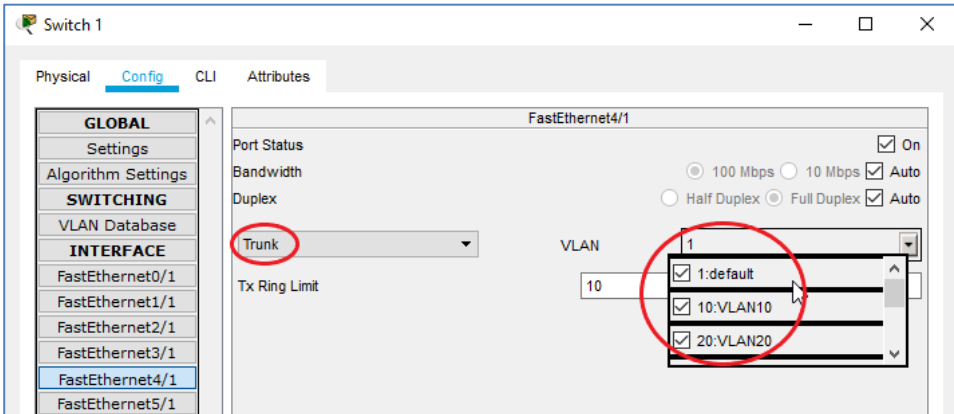 Switch 1
Physical Config CLI Attributes
GLOBAL
Settings
Algorithm Settings
SWITCHING
VLAN Database
INTERFACE
FastEthernet0/1
FastEthernet1/1
FastEthernet2/1
FastEthernet3/1
FastEthernet4/1
FastEthernet5/1
FastEthernet4/1
Port Status On
Bandwidth 100 Mbps 10 Mbps Auto
Duplex Half Duplex Full Duplex Auto
Trunk VLAN 1
1:default
Tx Ring Limit 10
10:VLAN10
20:VLAN20